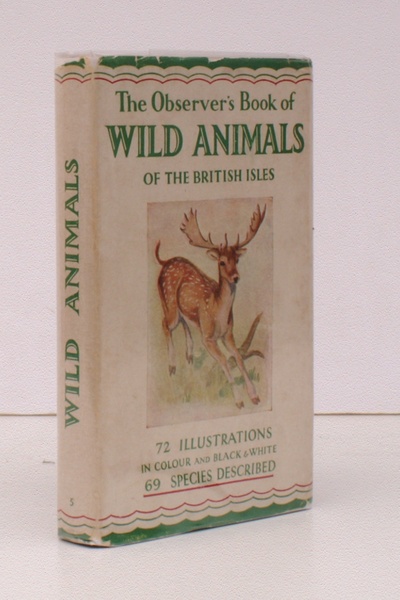 The Observer's Book of
WILD ANIMALS
OF THE BRITISH ISLES
72 ILLUSTRATIONS
IN COLOUR AND BLACK & WHITE
69 SPECIES DESCRIBED
WILD ANIMALS
5